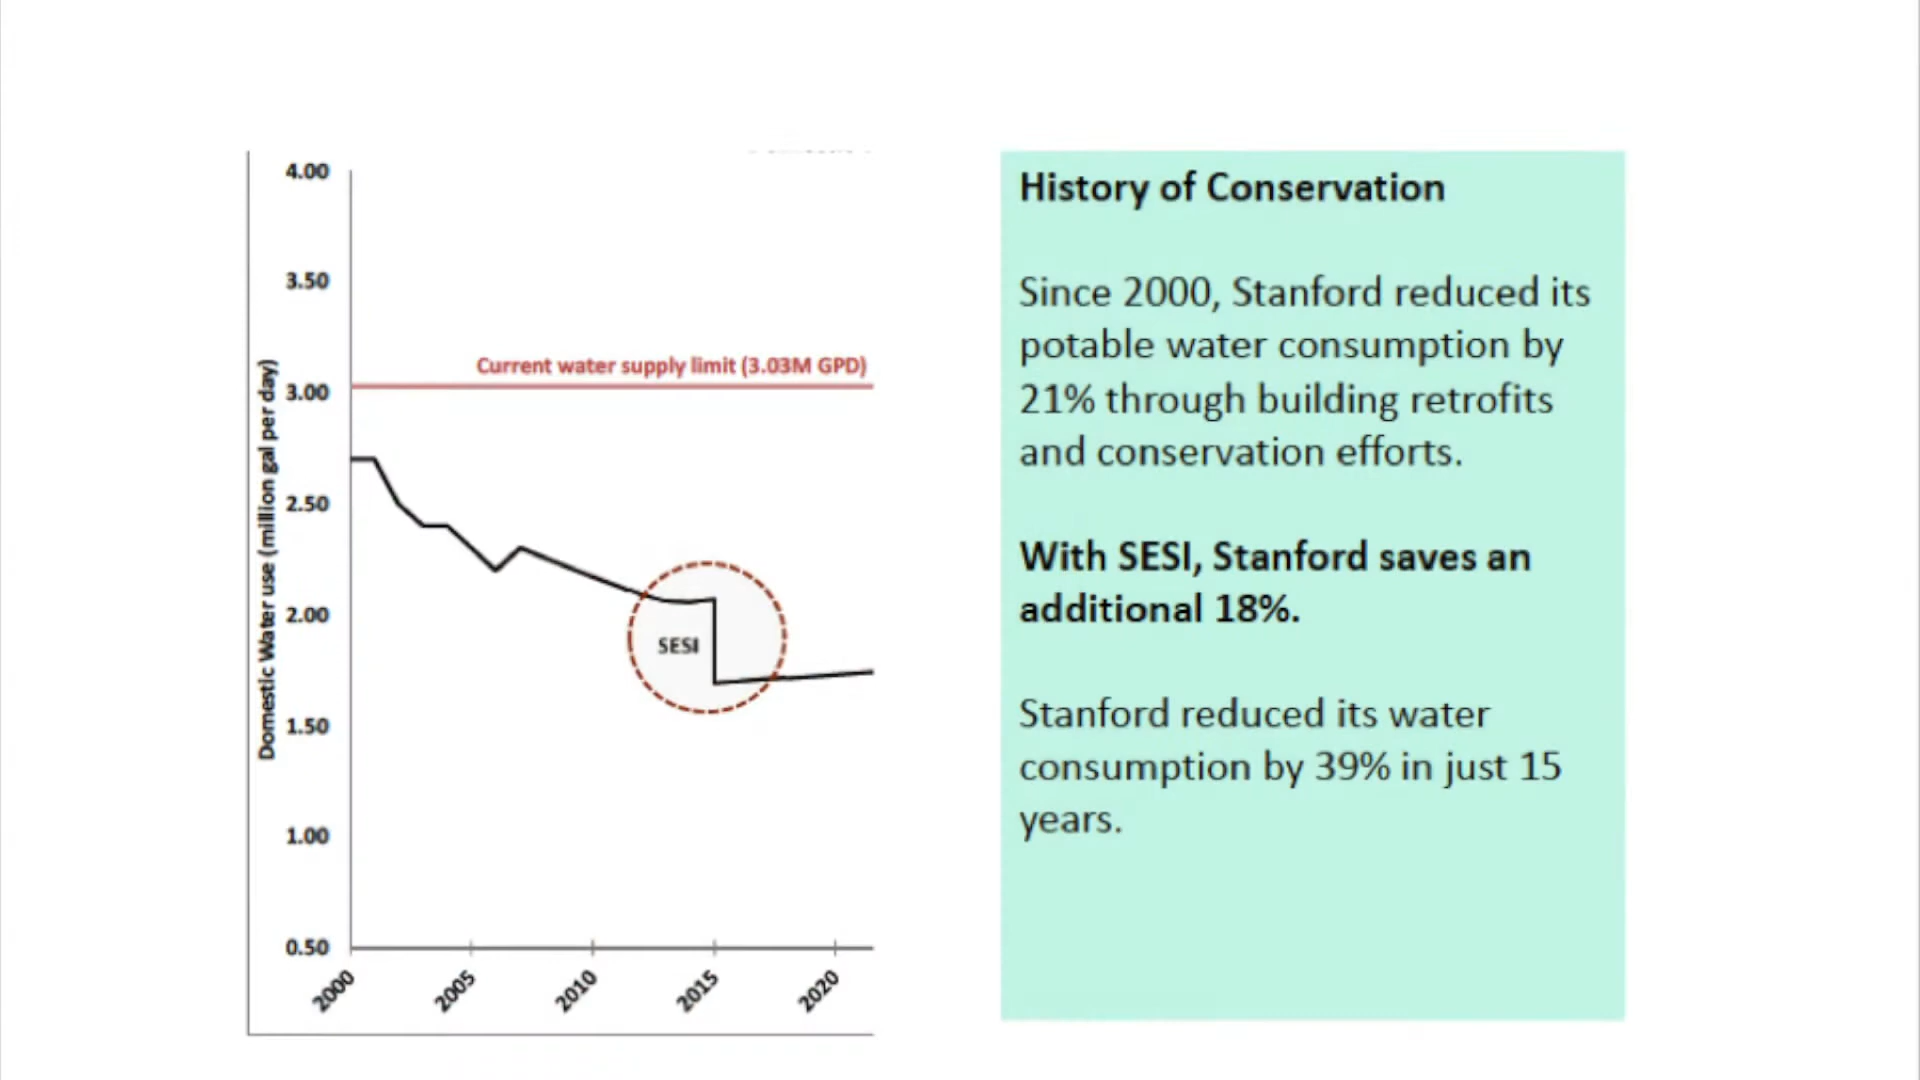 4.00
3.50
Current water supply limit (3.03M GPD)
3.00
2.50
2.00
SESI
1.50
1.00
0.50
2000
2005
2010
2015
2020
Domestic Water use (million gal per day)
History of Conservation
Since 2000, Stanford reduced its
potable water consumption by
21% through building retrofits
and conservation efforts.
With SESI, Stanford saves an
additional 18%.
Stanford reduced its water
consumption by 39% in just 15
years.